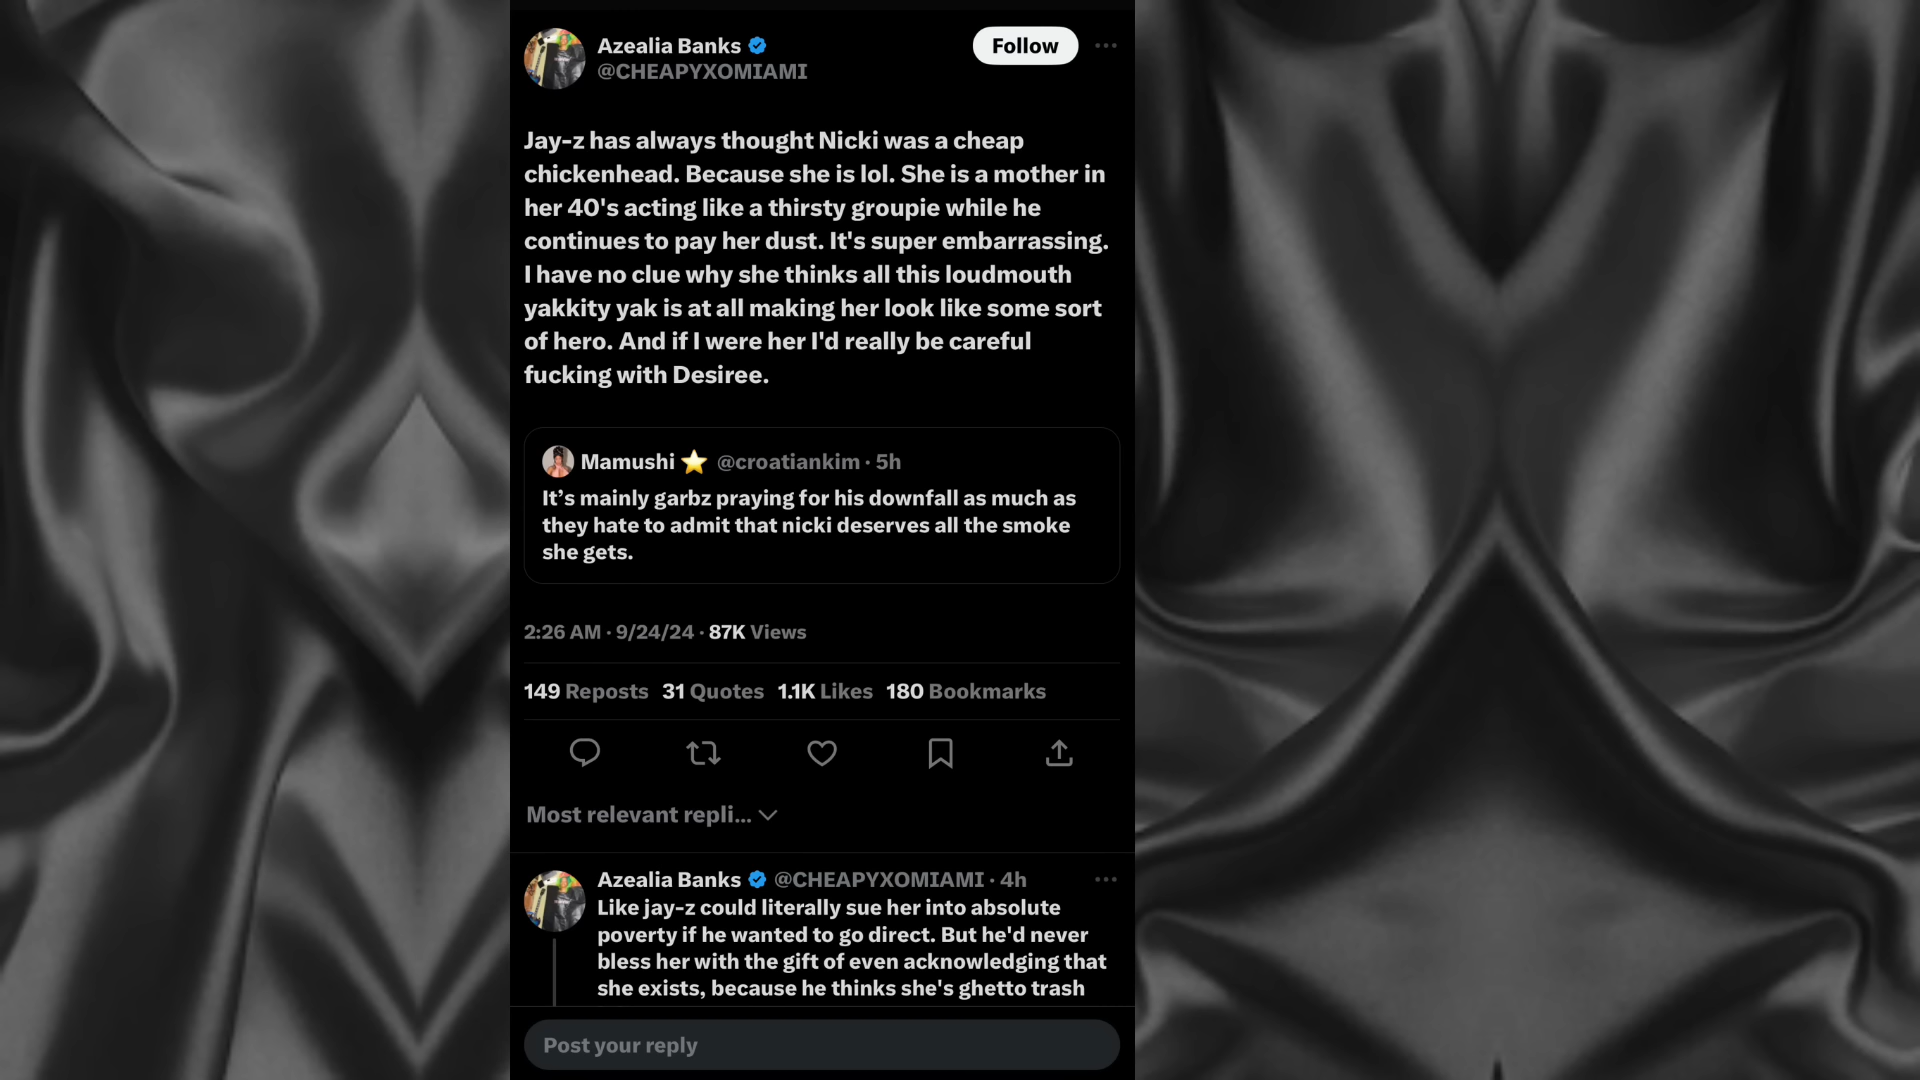 Azealia Banks
@CHEAPYXOMIAMI
Follow
Jay-z has always thought Nicki was a cheap
chickenhead. Because she is lol. She is a mother in
her 40's acting like a thirsty groupie while he
continues to pay her dust. It's super embarrassing.
I have no clue why she thinks all this loudmouth
yakkity yak is at all making her look like some sort
of hero. And if I were her I'd really be careful
fucking with Desiree.
Mamushi ⭐ @croatiankim · 5h
It’s mainly garbz praying for his downfall as much as
they hate to admit that nicki deserves all the smoke
she gets.
2:26 AM · 9/24/24 · 87K Views
149 Reposts 31 Quotes 1.1K Likes 180 Bookmarks
Most relevant repli...
Azealia Banks @CHEAPYXOMIAMI · 4h
Like jay-z could literally sue her into absolute
poverty if he wanted to go direct. But he'd never
bless her with the gift of even acknowledging that
she exists, because he thinks she's ghetto trash
Post your reply